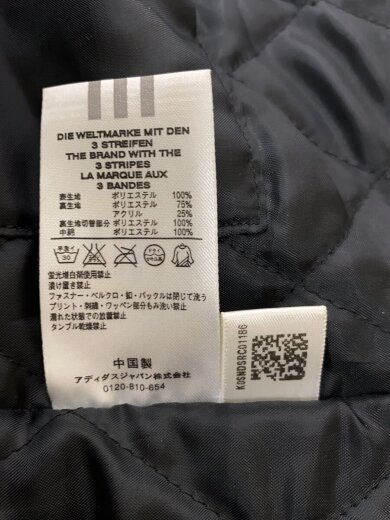 DIE WELTMARKE MIT DEN
3 STREIFEN
THE BRAND WITH THE
3 STRIPES
LA MARQUE AUX
3 BANDES
表生地 ポリエステル 100%
裏生地 ポリエステル 75%
アクリル 25%
裏生地切替部分 ポリエステル 100%
中綿 ポリエステル 100%
手洗イ
30
ドライ
蛍光増白剤使用禁止
漬け置き禁止
ファスナー・ベルクロ・釦・バックルは閉じて洗う
プリント、刺繍、ワッペン部分もみ洗い禁止
濡れた状態での放置禁止
タンブル乾燥禁止
中国製
アディダスジャパン株式会社
0120-810-654
K0SNDSRC01186